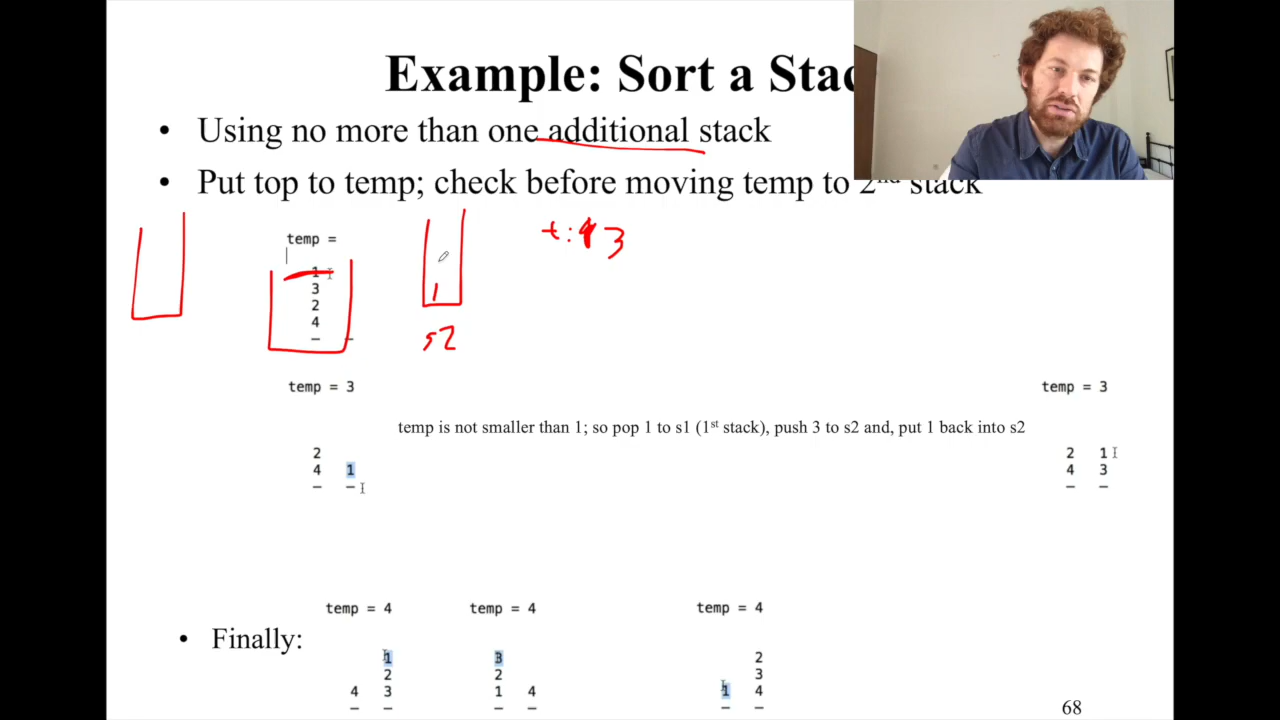 Example: Sort a Stac
• Using no more than one additional stack
• Put top to temp; check before moving temp to 2nd stack
temp =
1
3
2
4
–
–
1
s2
t: 3
temp = 3
2
4 1
– –
temp is not smaller than 1; so pop 1 to s1 (1st stack), push 3 to s2 and, put 1 back into s2
temp = 3
2 1
4 3
– –
• Finally:
temp = 4
1
2
4 3
– –
temp = 4
3
2
1 4
– –
temp = 4
2
3
1 4
– –
68